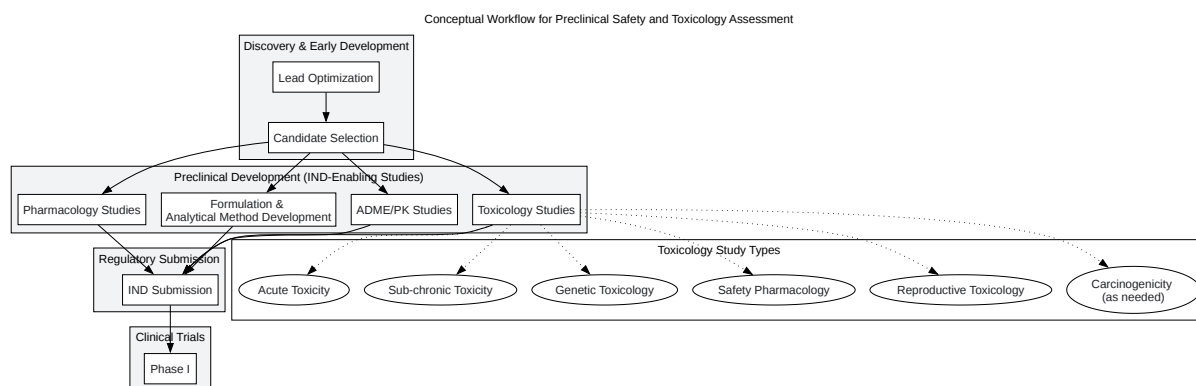 Conceptual Workflow for Preclinical Safety and Toxicology Assessment
Discovery & Early Development
Lead Optimization
Candidate Selection
Preclinical Development (IND-Enabling Studies)
Pharmacology Studies
Formulation &
Analytical Method Development
ADME/PK Studies
Toxicology Studies
Regulatory Submission
IND Submission
Toxicology Study Types
Acute Toxicity
Sub-chronic Toxicity
Genetic Toxicology
Safety Pharmacology
Reproductive Toxicology
Carcinogenicity
(as needed)
Clinical Trials
Phase I